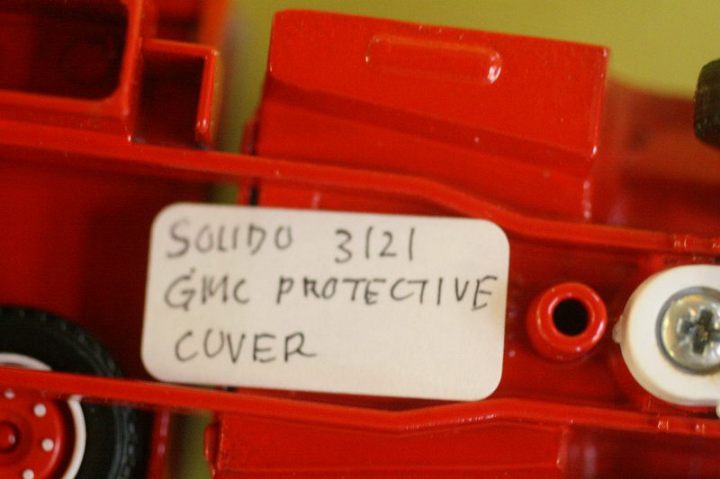 SOLIDO 3121
GMC PROTECTIVE
COVER